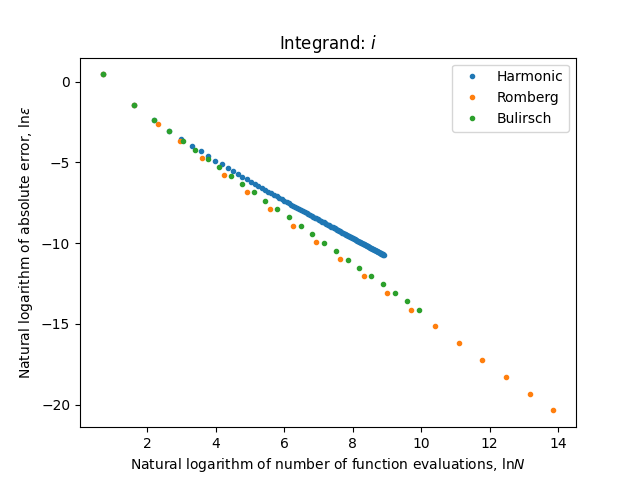 Integrand: i
Harmonic
Romberg
Bulirsch
Natural logarithm of absolute error, lnε
0
−5
−10
−15
−20
2 4 6 8 10 12 14
Natural logarithm of number of function evaluations, lnN